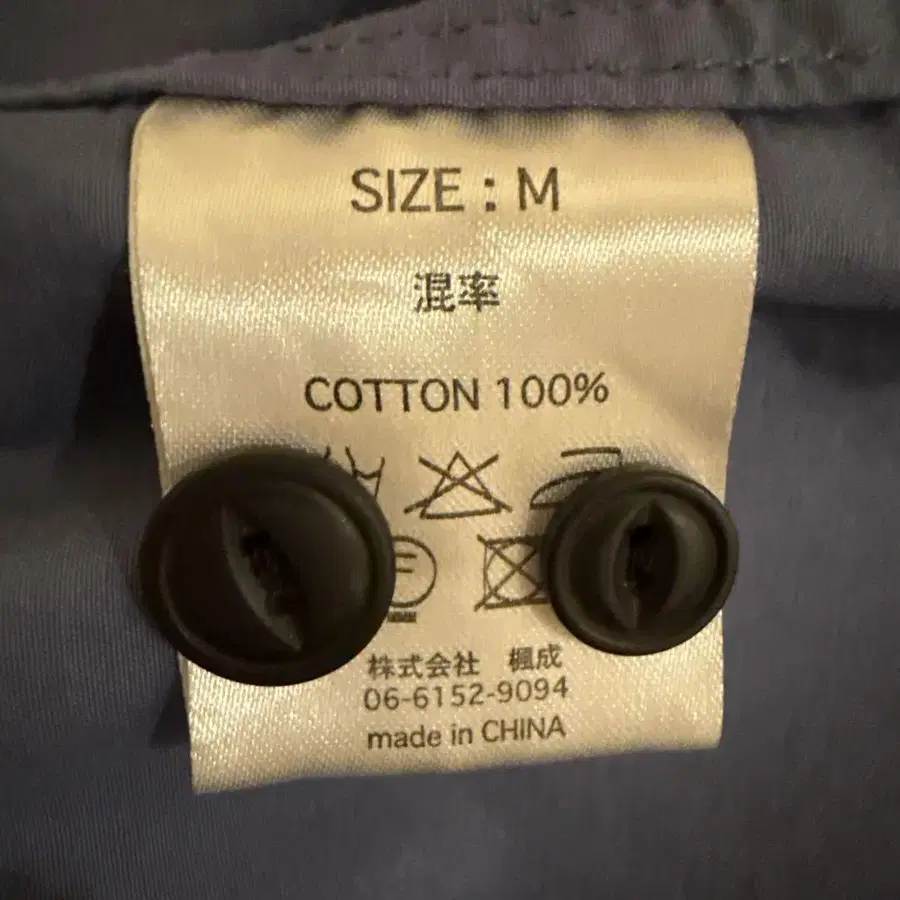 SIZE : M
混率
COTTON 100%
F
株式会社 楓成
06-6152-9094
made in CHINA